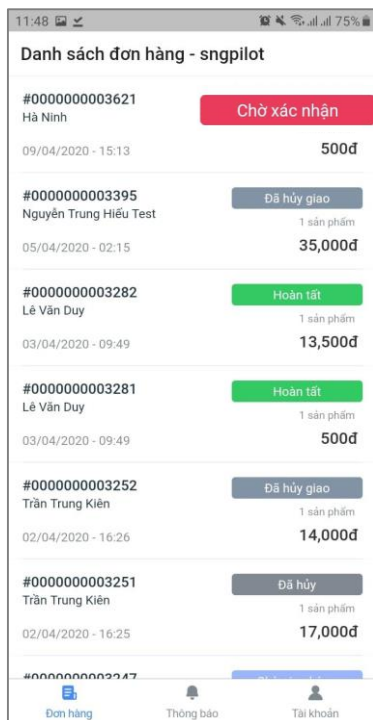 11:48 75%
Danh sách đơn hàng - sngpilot
#0000000003621
Hà Ninh
Chờ xác nhận
09/04/2020 - 15:13
500đ
#0000000003395
Nguyễn Trung Hiếu Test
Đã hủy giao
1 sản phẩm
05/04/2020 - 02:15
35,000đ
#0000000003282
Lê Văn Duy
Hoàn tất
1 sản phẩm
03/04/2020 - 09:49
13,500đ
#0000000003281
Lê Văn Duy
Hoàn tất
1 sản phẩm
03/04/2020 - 09:49
500đ
#0000000003252
Trần Trung Kiên
Đã hủy giao
1 sản phẩm
02/04/2020 - 16:26
14,000đ
#0000000003251
Trần Trung Kiên
Đã hủy
1 sản phẩm
02/04/2020 - 16:25
17,000đ
#0000000003247
Đơn hàng
Thông báo
Tài khoản